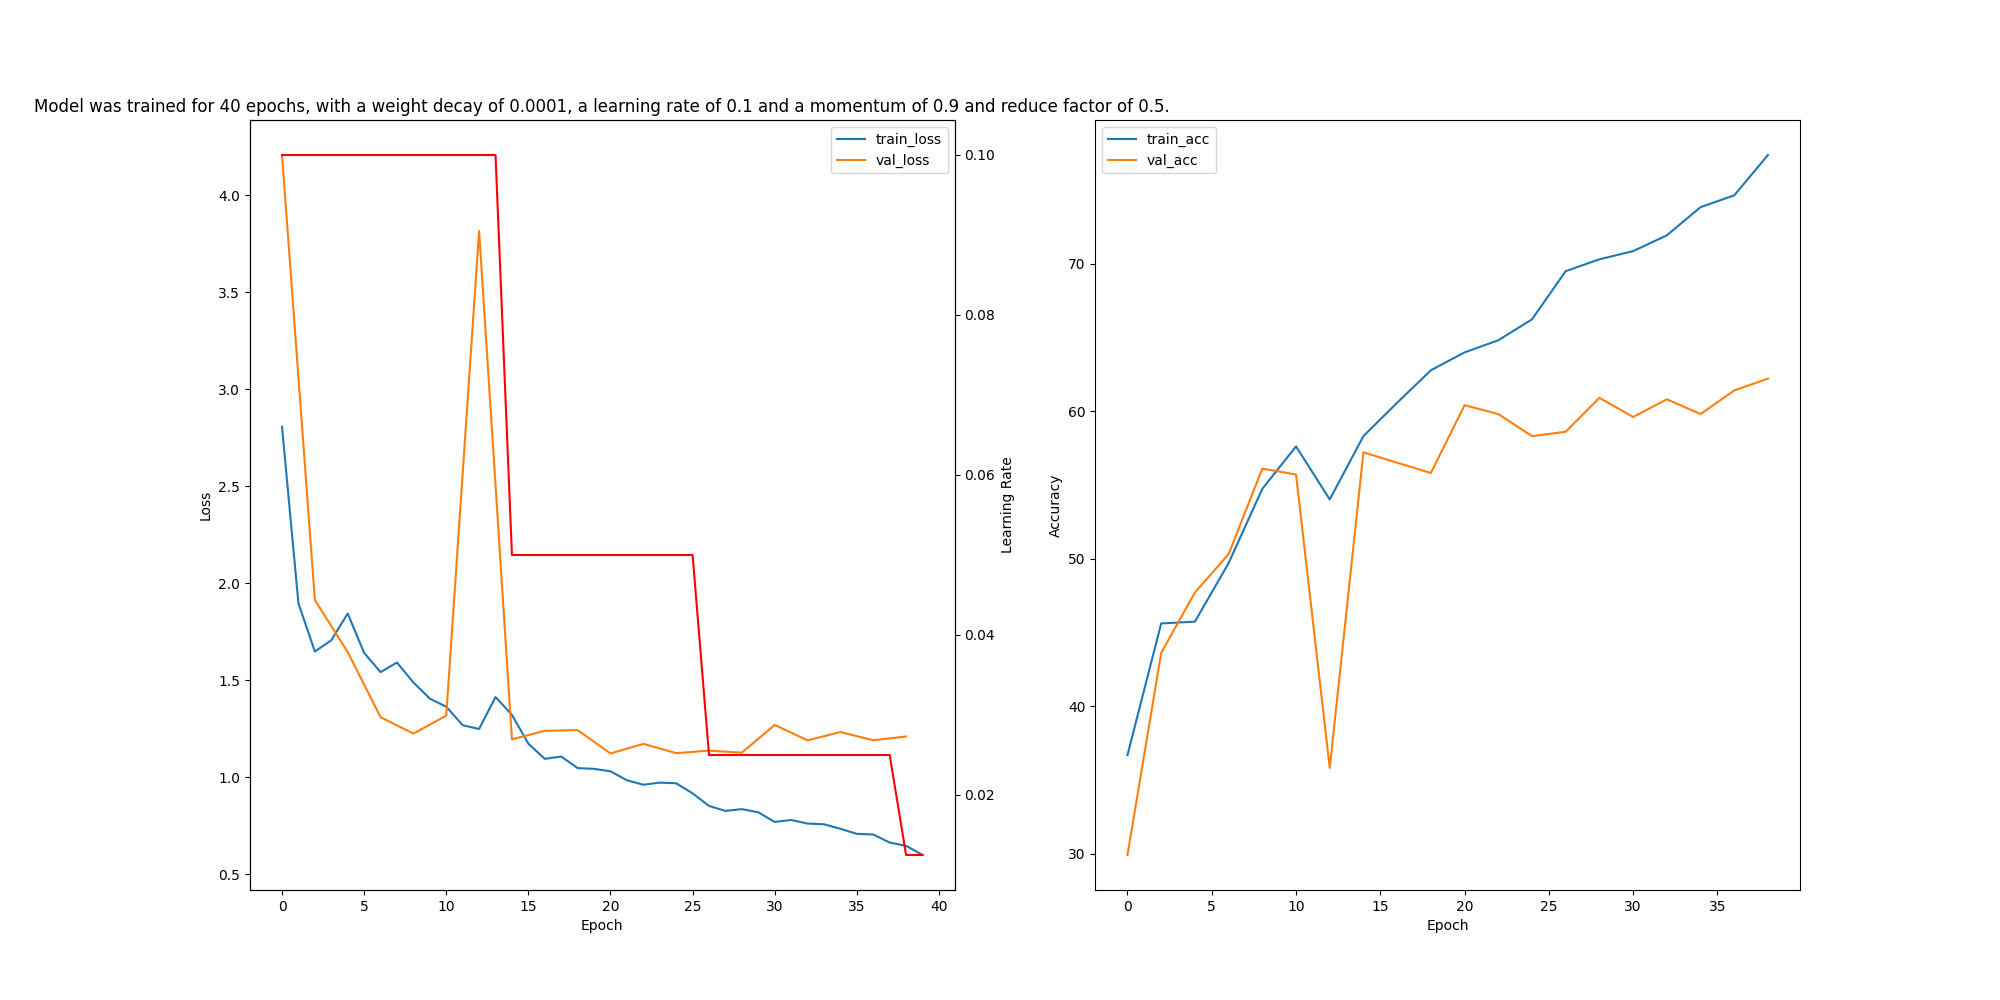 Model was trained for 40 epochs, with a weight decay of 0.0001, a learning rate of 0.1 and a momentum of 0.9 and reduce factor of 0.5.
train_loss
val_loss
4.0
3.5
3.0
2.5
2.0
1.5
1.0
0.5
Loss
0 5 10 15 20 25 30 35 40
Epoch
0.10
0.08
0.06
0.04
0.02
Learning Rate
train_acc
val_acc
70
60
50
40
30
Accuracy
0 5 10 15 20 25 30 35
Epoch